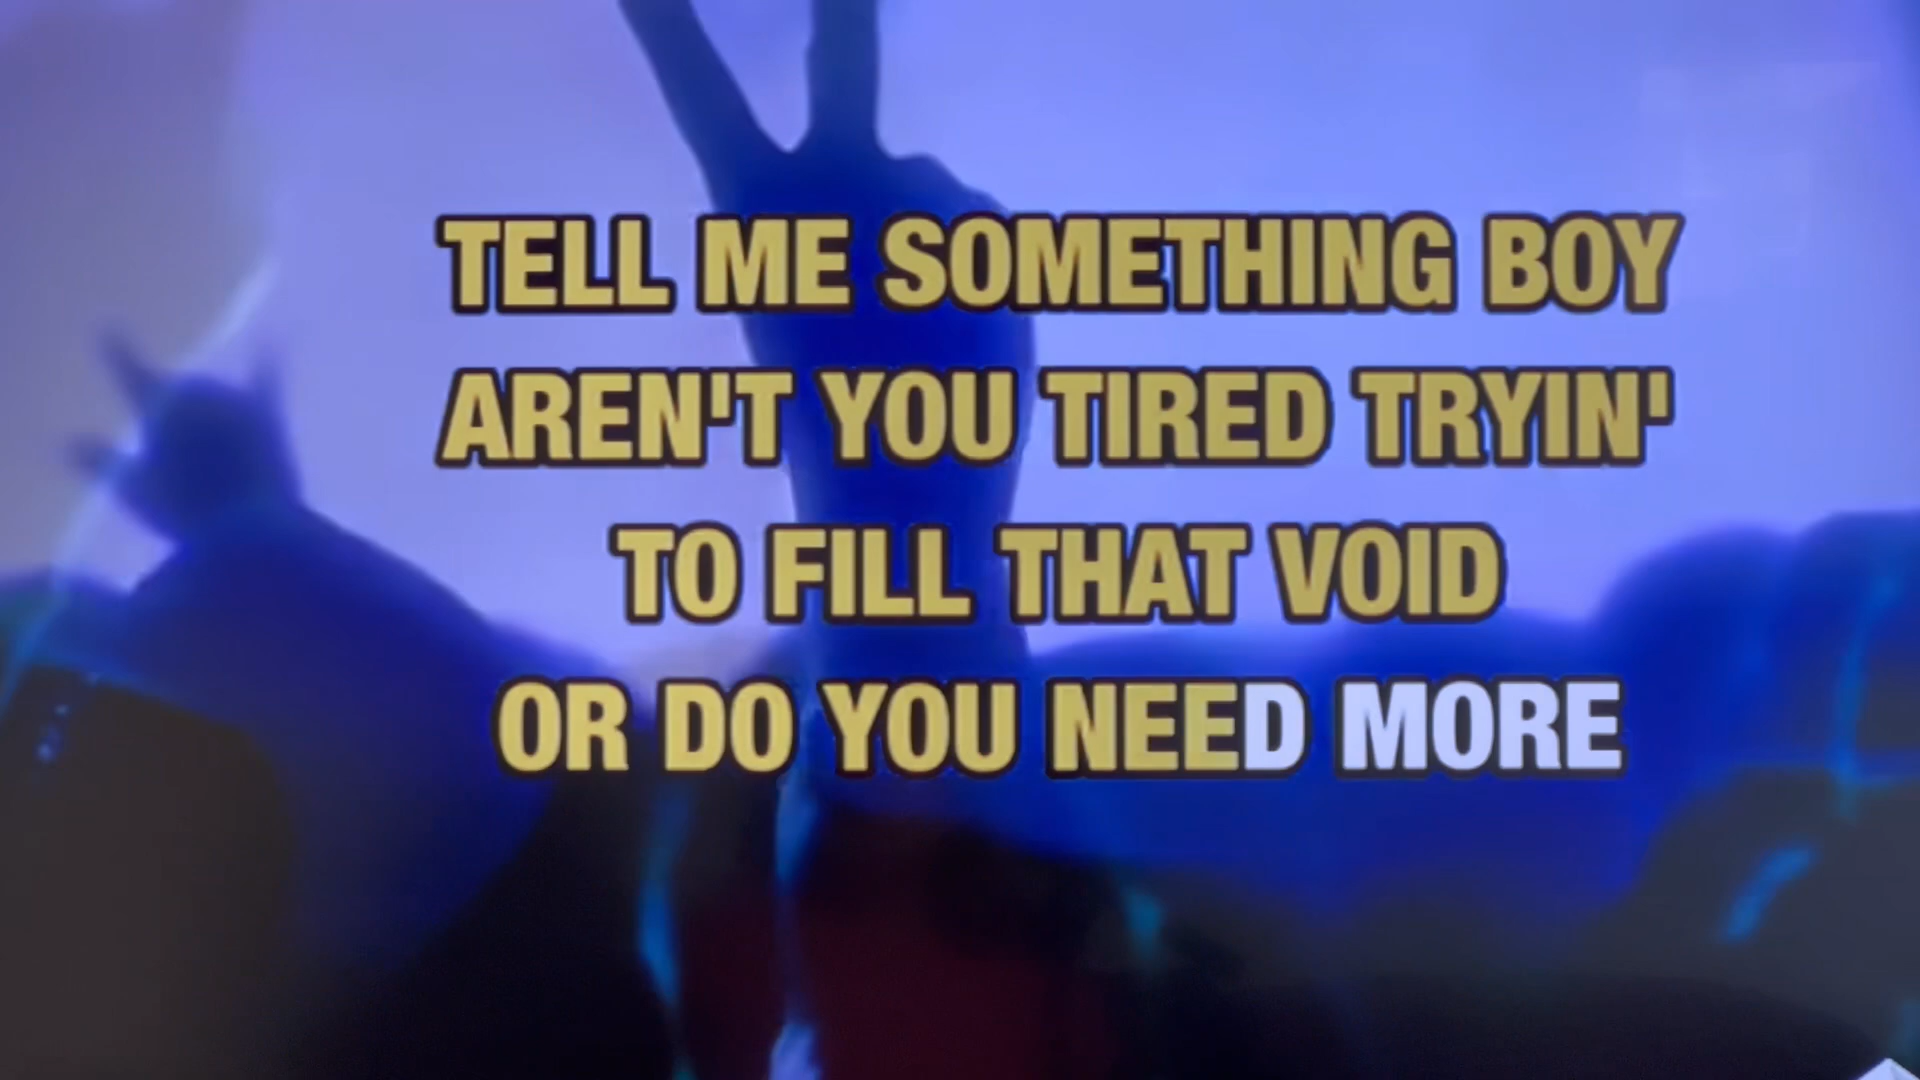 TELL ME SOMETHING BOY
AREN'T YOU TIRED TRYIN'
TO FILL THAT VOID
OR DO YOU NEED MORE